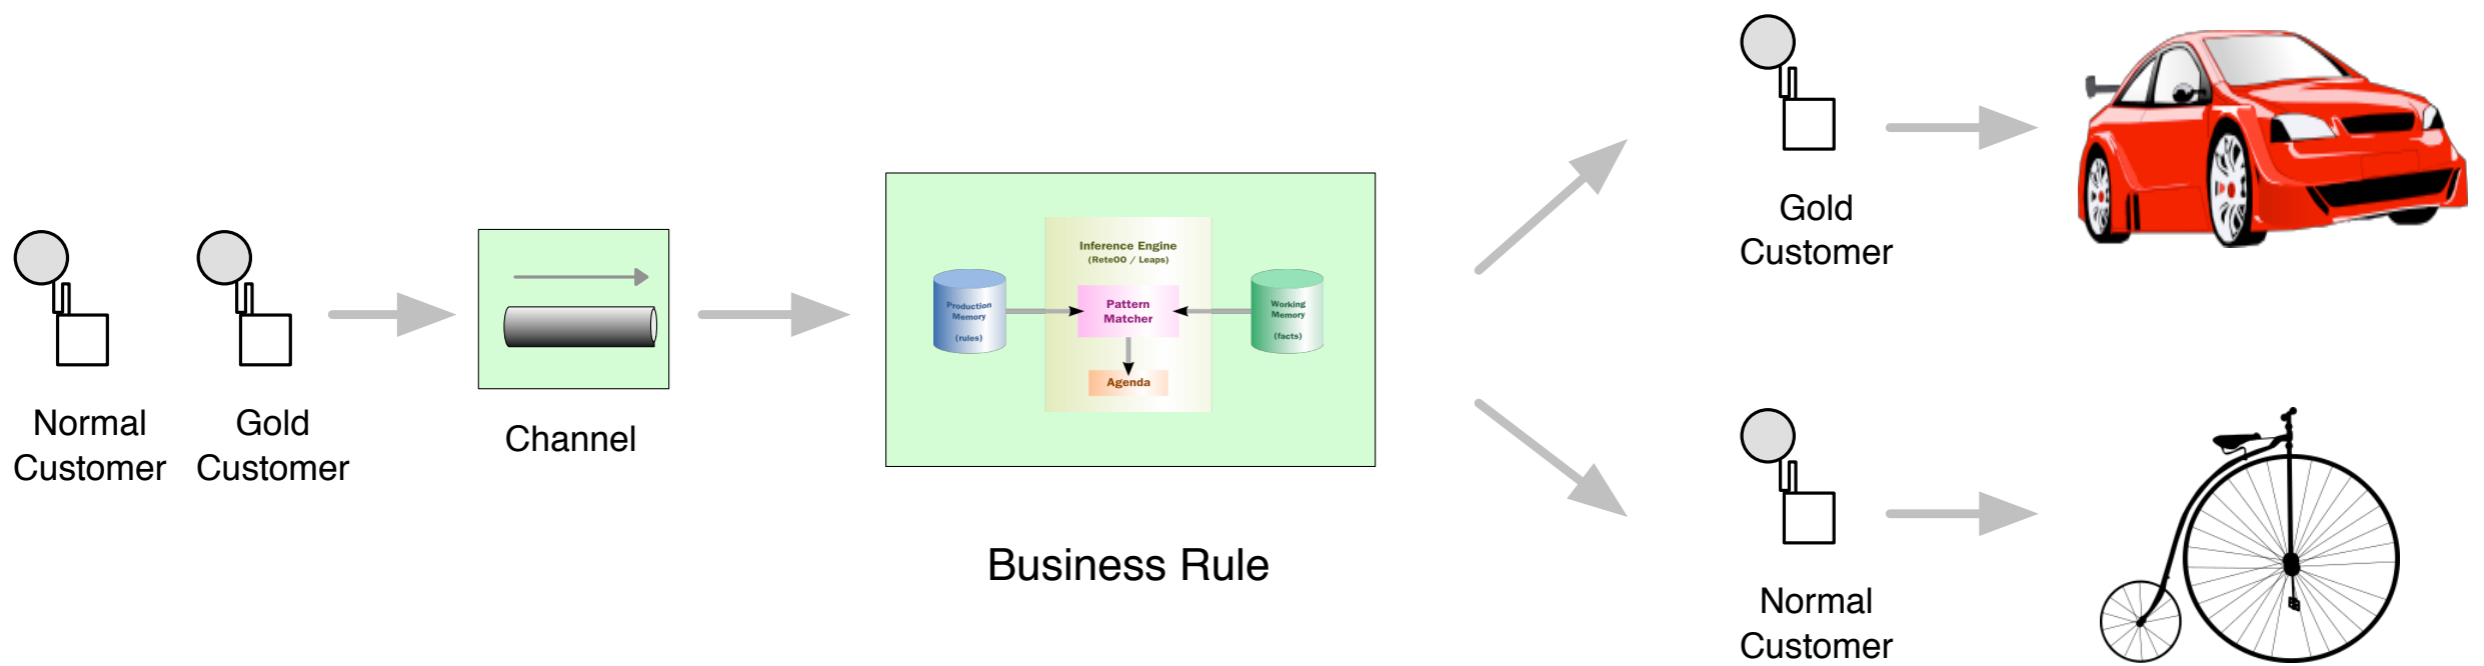 Normal
Customer
Gold
Customer
Channel
Inference Engine
(ReteOO / Leaps)
Production
Memory
(rules)
Pattern
Matcher
Working
Memory
(facts)
Agenda
Business Rule
Gold
Customer
Normal
Customer